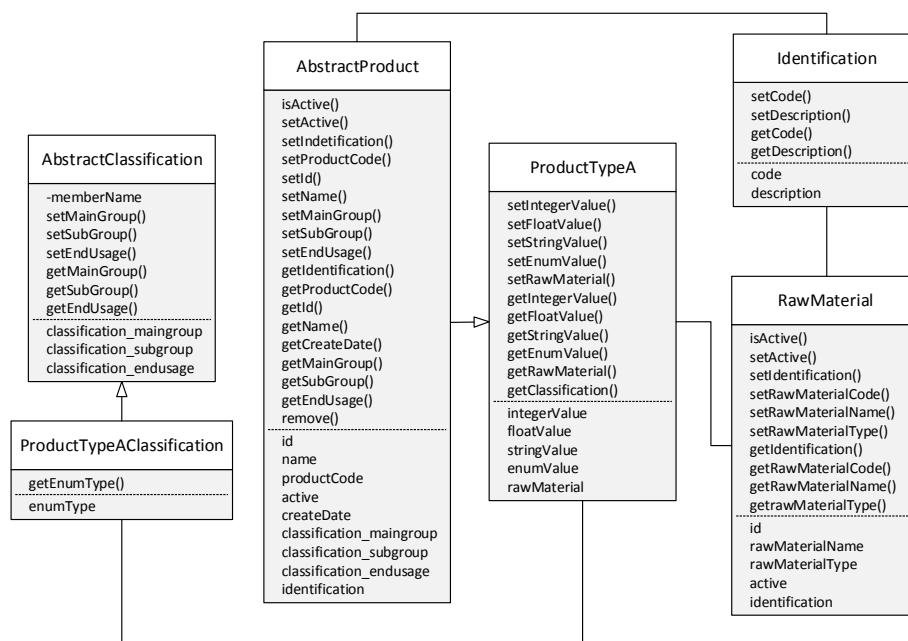 AbstractClassification
-memberName
setMainGroup()
setSubGroup()
setEndUsage()
getMainGroup()
getSubGroup()
getEndUsage()
classification_maingroup
classification_subgroup
classification_endusage
ProductTypeAClassification
getEnumType()
enumType
AbstractProduct
isActive()
setActive()
setIndetification()
setProductCode()
setId()
setName()
setMainGroup()
setSubGroup()
setEndUsage()
getIdentification()
getProductCode()
getId()
getName()
getCreateDate()
getMainGroup()
getSubGroup()
getEndUsage()
remove()
id
name
productCode
active
createDate
classification_maingroup
classification_subgroup
classification_endusage
identification
ProductTypeA
setIntegerValue()
setFloatValue()
setStringValue()
setEnumValue()
setRawMaterial()
getIntegerValue()
getFloatValue()
getStringValue()
getEnumValue()
getRawMaterial()
getClassification()
integerValue
floatValue
stringValue
enumValue
rawMaterial
Identification
setCode()
setDescription()
getCode()
getDescription()
code
description
RawMaterial
isActive()
setActive()
setIdentification()
setRawMaterialCode()
setRawMaterialName()
setRawMaterialType()
getIdentification()
getRawMaterialCode()
getRawMaterialName()
getrawMaterialType()
id
rawMaterialName
rawMaterialType
active
identification